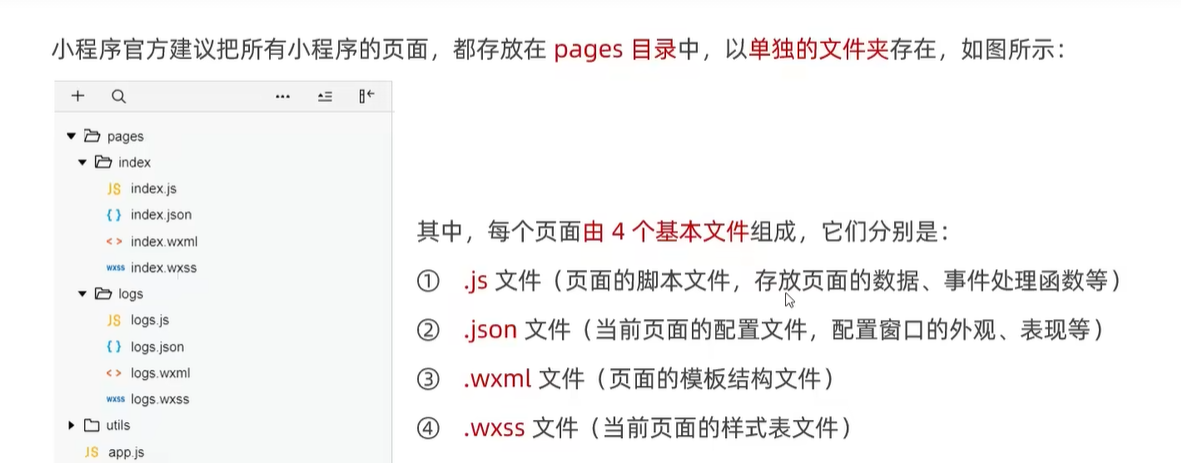 小程序官方建议把所有小程序的页面，都存放在 pages 目录中，以单独的文件夹存在，如图所示：
pages
index
JS index.js
{ } index.json
< > index.wxml
wxss index.wxss
logs
JS logs.js
{ } logs.json
< > logs.wxml
wxss logs.wxss
utils
JS app.js
其中，每个页面由 4 个基本文件组成，它们分别是：
① .js 文件（页面的脚本文件，存放页面的数据、事件处理函数等）
② .json 文件（当前页面的配置文件，配置窗口的外观、表现等）
③ .wxml 文件（页面的模板结构文件）
④ .wxss 文件（当前页面的样式表文件）